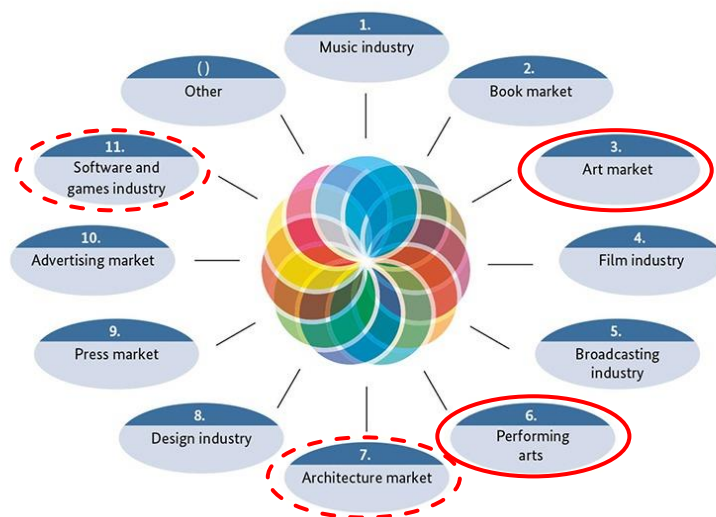 1.
Music industry
2.
Book market
3.
Art market
4.
Film industry
5.
Broadcasting
industry
6.
Performing
arts
7.
Architecture market
8.
Design industry
9.
Press market
10.
Advertising market
11.
Software and
games industry
( )
Other